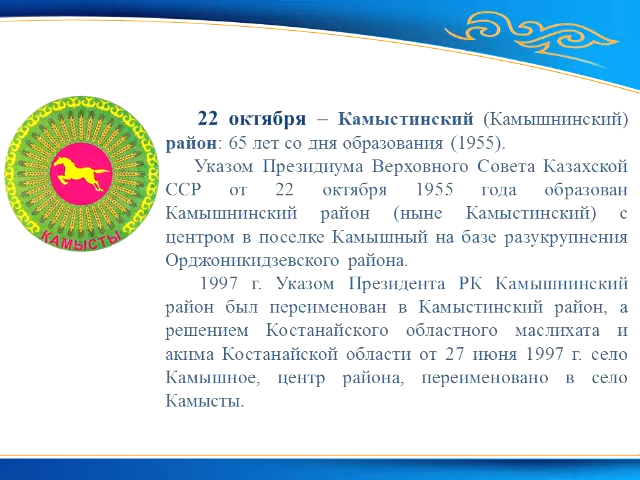 22 октября – Камыстинский (Камышнинский)
район: 65 лет со дня образования (1955).
Указом Президиума Верховного Совета Казахской
ССР от 22 октября 1955 года образован
Камышнинский район (ныне Камыстинский) с
центром в поселке Камышный на базе разукрупнения
Орджоникидзевского района.
1997 г. Указом Президента РК Камышнинский
район был переименован в Камыстинский район, а
решением Костанайского областного маслихата и
акима Костанайской области от 27 июня 1997 г. село
Камышное, центр района, переименовано в село
Камысты.
КАМЫСТЫ